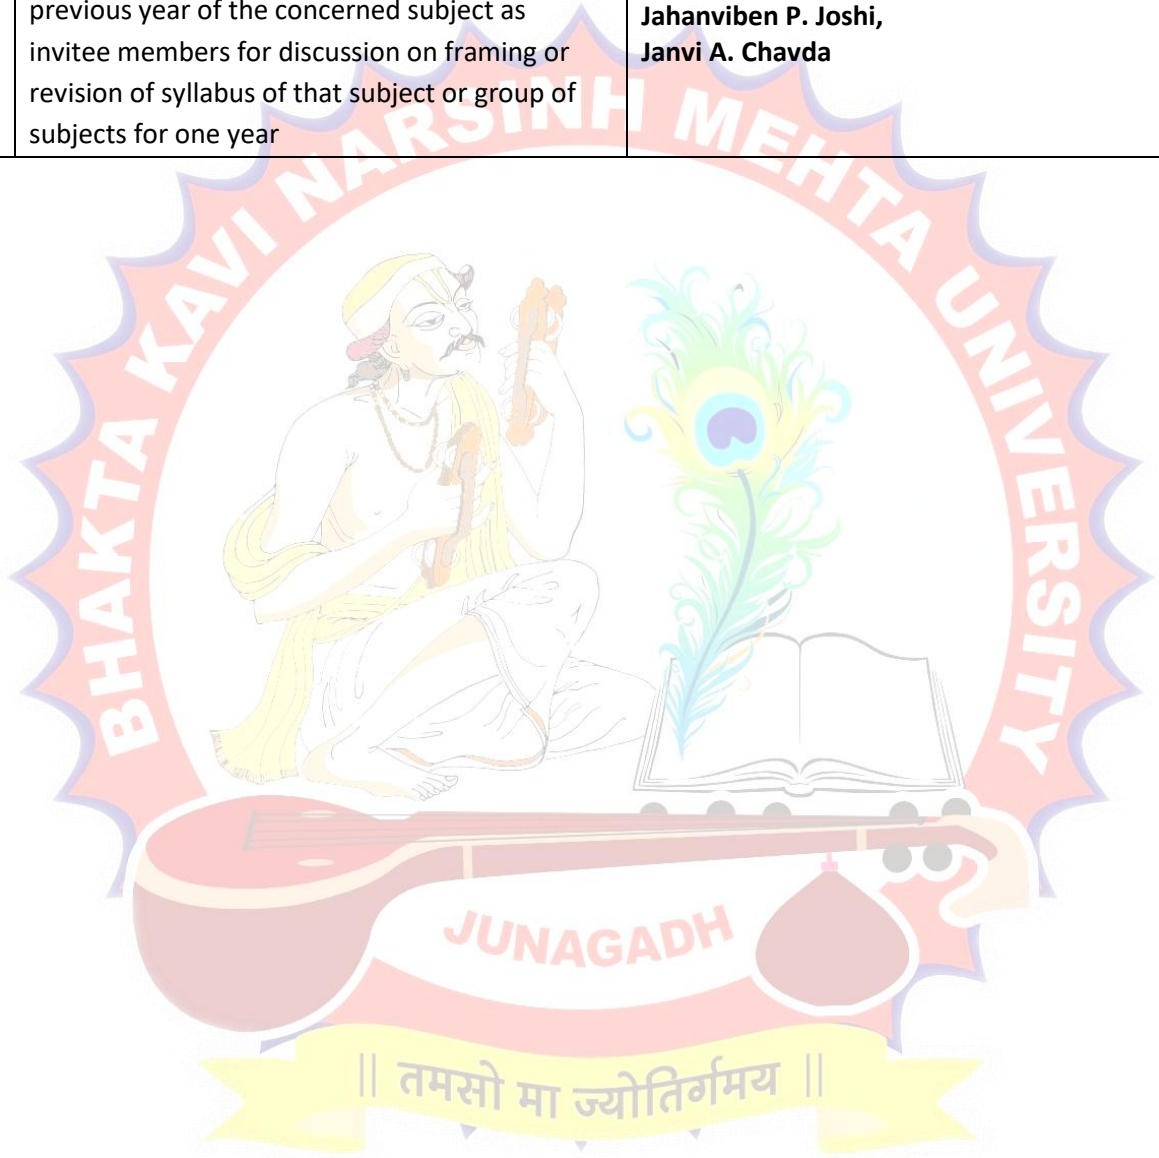 previous year of the concerned subject as
invitee members for discussion on framing or
revision of syllabus of that subject or group of
subjects for one year
Jahanviben P. Joshi,
Janvi A. Chavda
BHAKTA KAVI NARSINH MEHTA UNIVERSITY
JUNAGADH
|| तमसो मा ज्योतिर्गमय ||